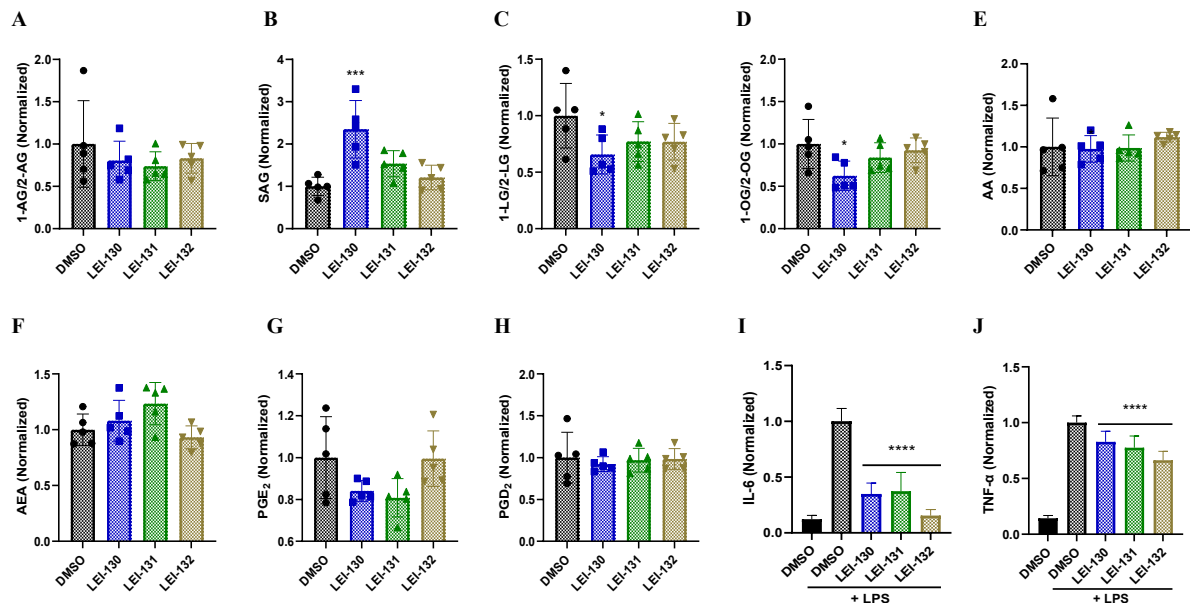 A
1-AG/2-AG (Normalized)
2.0
1.5
1.0
0.5
0.0
DMSO
LEI-130
LEI-131
LEI-132
B
SAG (Normalized)
6
4
2
0
***
DMSO
LEI-130
LEI-131
LEI-132
C
1-LG/2-LG (Normalized)
1.5
1.0
0.5
0.0
*
DMSO
LEI-130
LEI-131
LEI-132
D
1-OG/2-OG (Normalized)
2.0
1.5
1.0
0.5
0.0
*
DMSO
LEI-130
LEI-131
LEI-132
E
AA (Normalized)
2.0
1.5
1.0
0.5
0.0
DMSO
LEI-130
LEI-131
LEI-132
F
AEA (Normalized)
1.5
1.0
0.5
0.0
DMSO
LEI-130
LEI-131
LEI-132
G
PGE₂ (Normalized)
1.4
1.2
1.0
0.8
0.6
DMSO
LEI-130
LEI-131
LEI-132
H
PGD₂ (Normalized)
2.0
1.5
1.0
0.5
0.0
DMSO
LEI-130
LEI-131
LEI-132
I
IL-6 (Normalized)
1.5
1.0
0.5
0.0
****
DMSO
DMSO
LEI-130
LEI-131
LEI-132
+ LPS
J
TNF-α (Normalized)
1.5
1.0
0.5
0.0
****
DMSO
DMSO
LEI-130
LEI-131
LEI-132
+ LPS